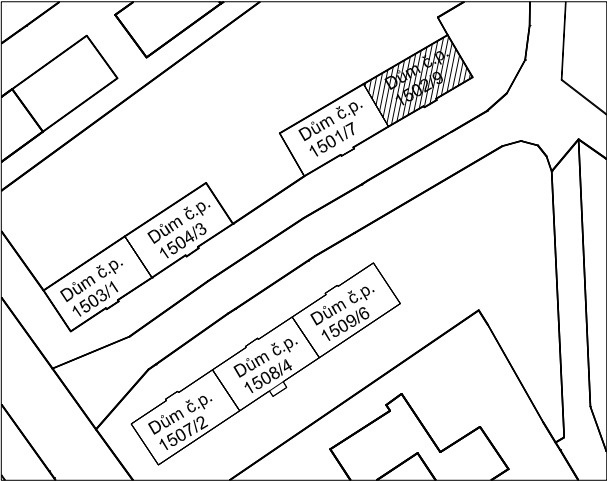 Dům č.p.
1502/9
Dům č.p.
1501/7
Dům č.p.
1504/3
Dům č.p.
1503/1
Dům č.p.
1509/6
Dům č.p.
1508/4
Dům č.p.
1507/2